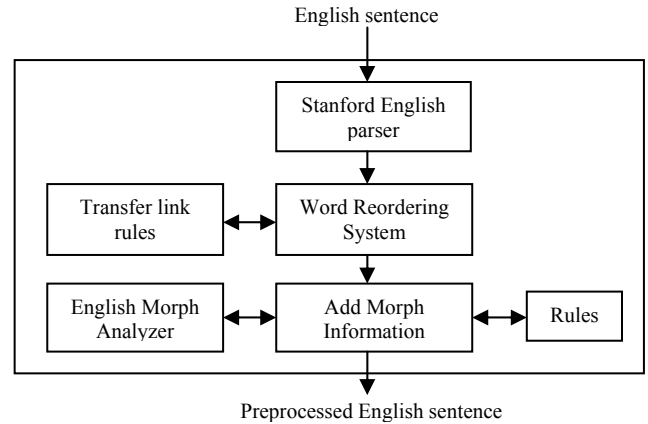 English sentence
Stanford English
parser
Transfer link
rules
Word Reordering
System
English Morph
Analyzer
Add Morph
Information
Rules
Preprocessed English sentence